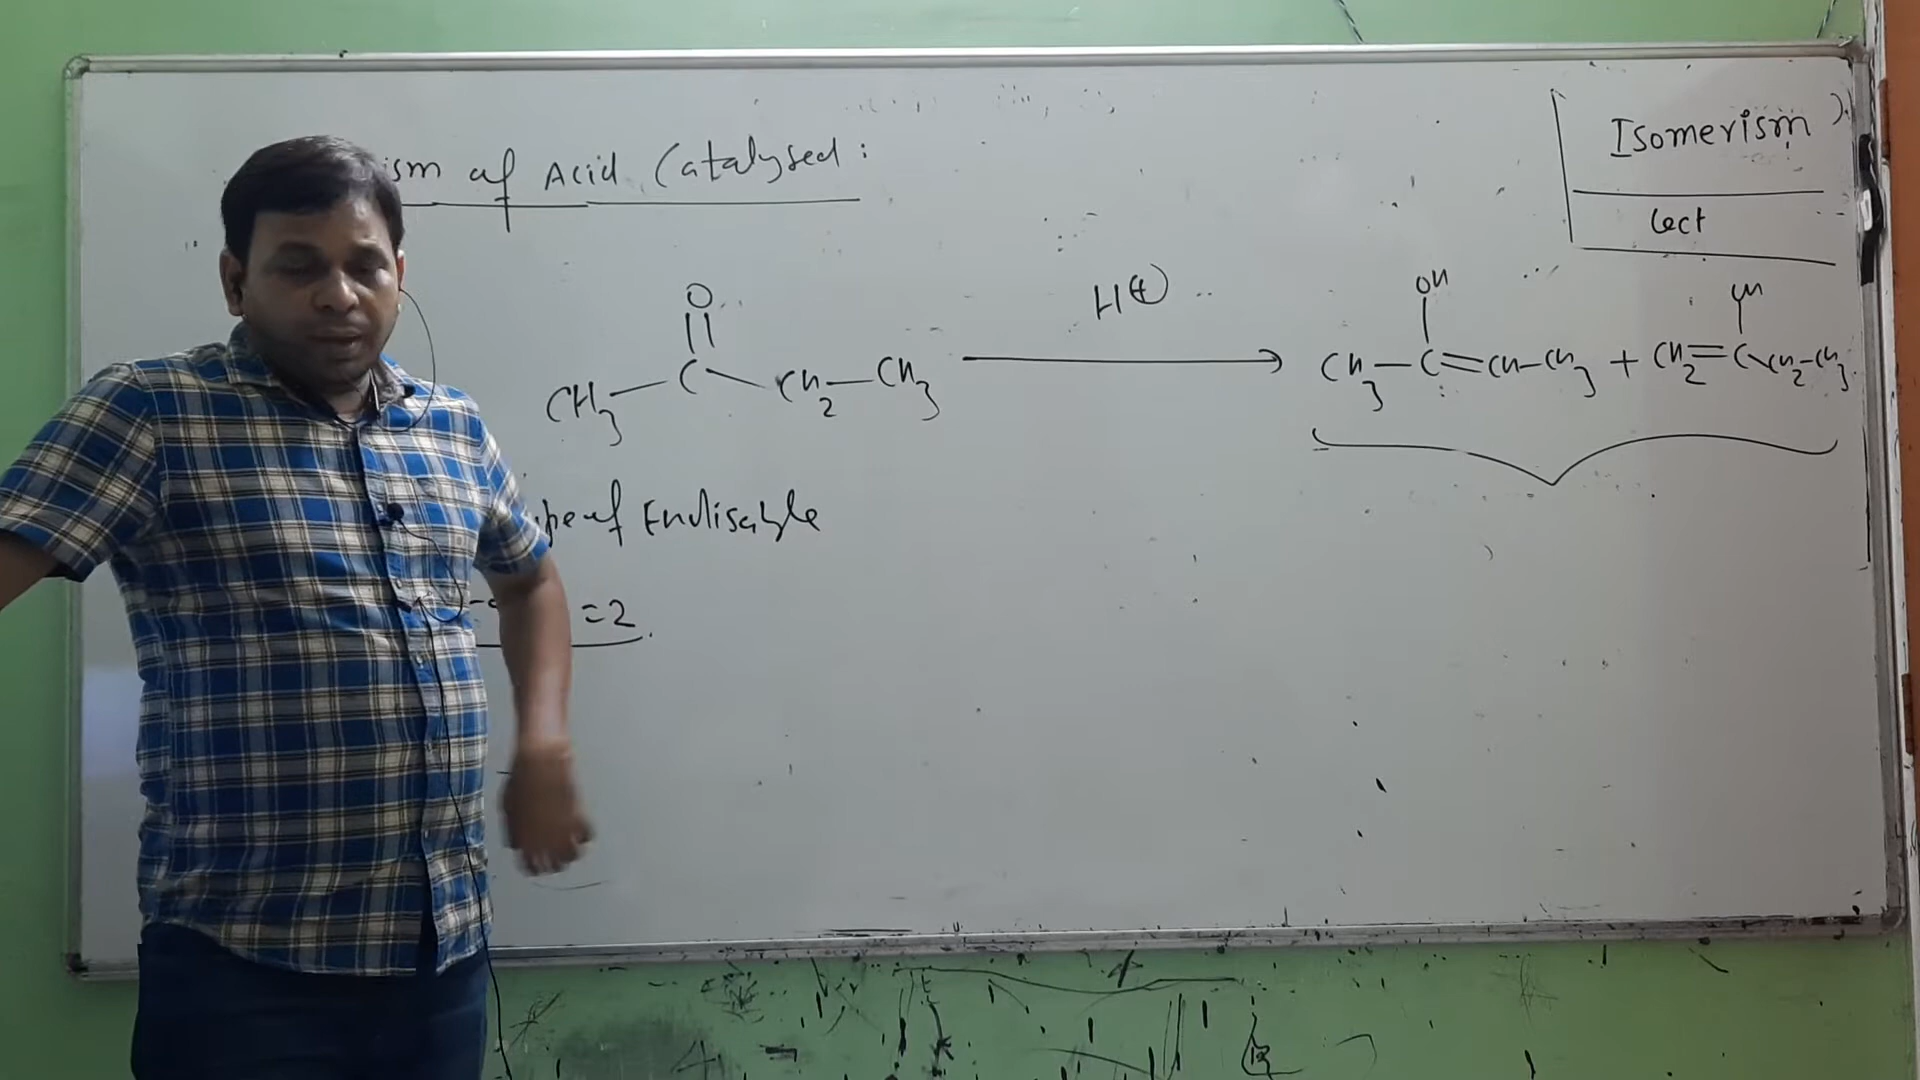 ism of Acid Catalysed:
Isomerism
Lect
O
CH3—C—CH2—CH3
H⊕
OH
CH3—C=CH—CH3 + CH2=C—CH2—CH3
OH
of Enolisable
=2